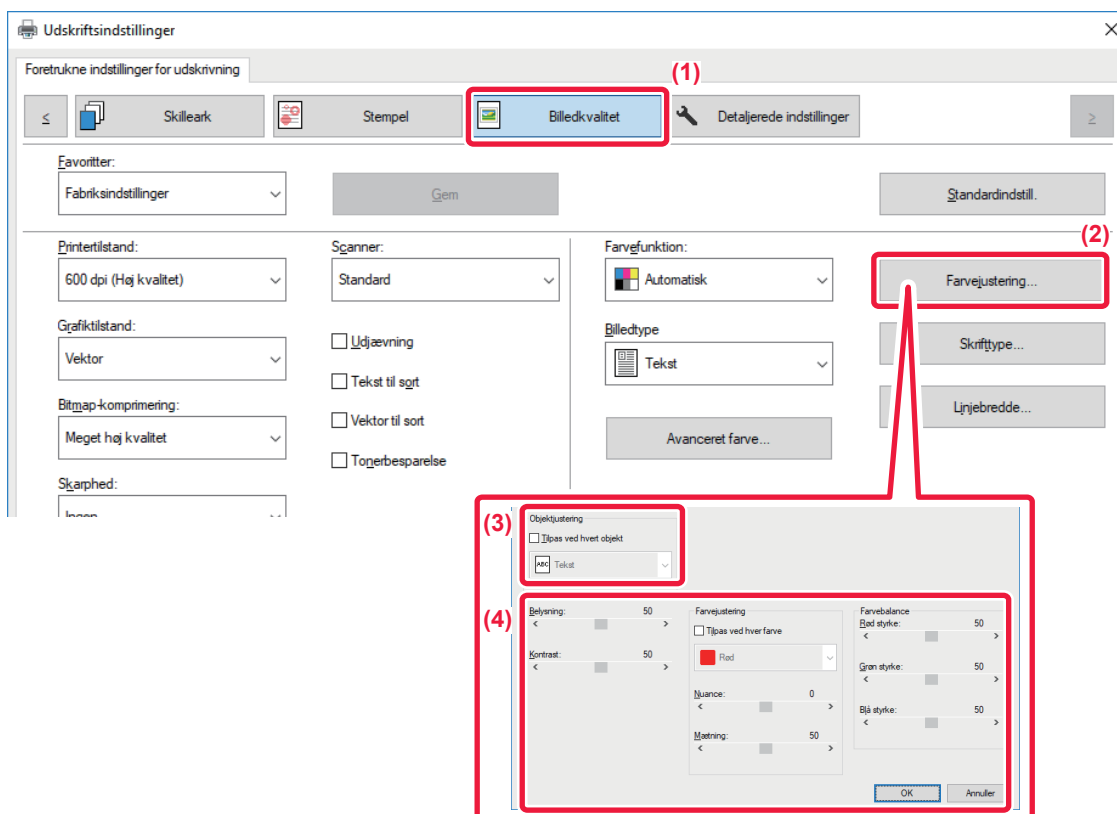 Udskriftsindstillinger
Foretrukne indstillinger for udskrivning
(1)
≤ Skilleark Stempel Billedkvalitet Detaljerede indstillinger ≥
Favoritter:
Fabriksindstillinger Gem Standardindstill.
(2)
Printertilstand: Scanner: Farvefunktion:
600 dpi (Høj kvalitet) Standard Automatisk Farvejustering...
Grafiktilstand: Billedtype
Vektor Udjævning Tekst Skrifttype...
Tekst til sort
Bitmap-komprimering: Linjebredde...
Meget høj kvalitet Vektor til sort Avanceret farve...
Tonerbesparelse
Skarphed:
Ingen
(3)
Objektjustering
Tilpas ved hvert objekt
ABC Tekst
(4)
Belysning: 50 Farvejustering Farvebalance
< > Tilpas ved hver farve Rød styrke: 50
< >
Kontrast: 50 Rød Grøn styrke: 50
< > < >
Nuance: 0 Blå styrke: 50
< > < >
Mætning: 50
< >
OK Annuller